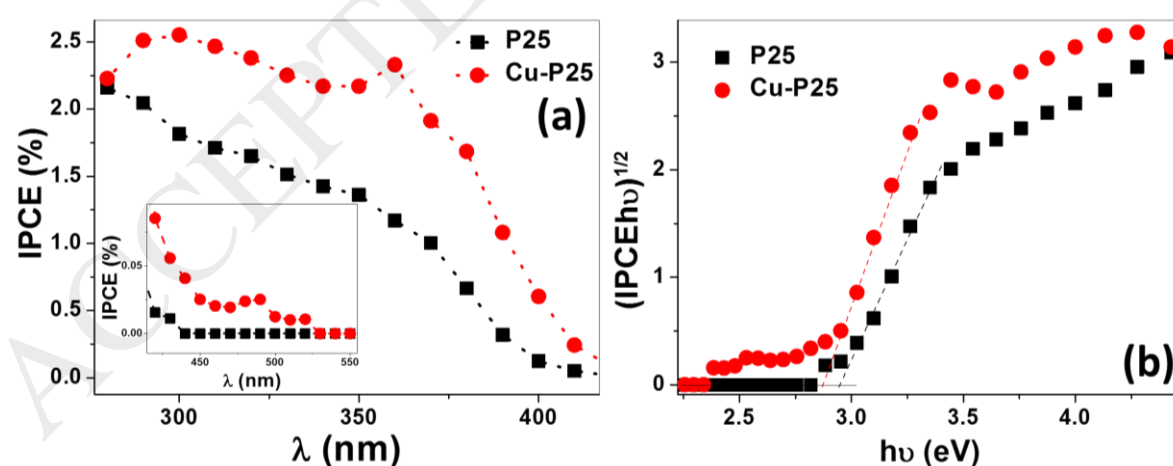 P25
Cu-P25
(a)
IPCE (%)
2.5
2.0
1.5
1.0
0.5
0.0
300
350
400
λ (nm)
IPCE (%)
0.05
0.00
450
500
550
λ (nm)
P25
Cu-P25
(b)
(IPCEhυ)1/2
3
2
1
0
2.5
3.0
3.5
4.0
hυ (eV)
ACCEPTE